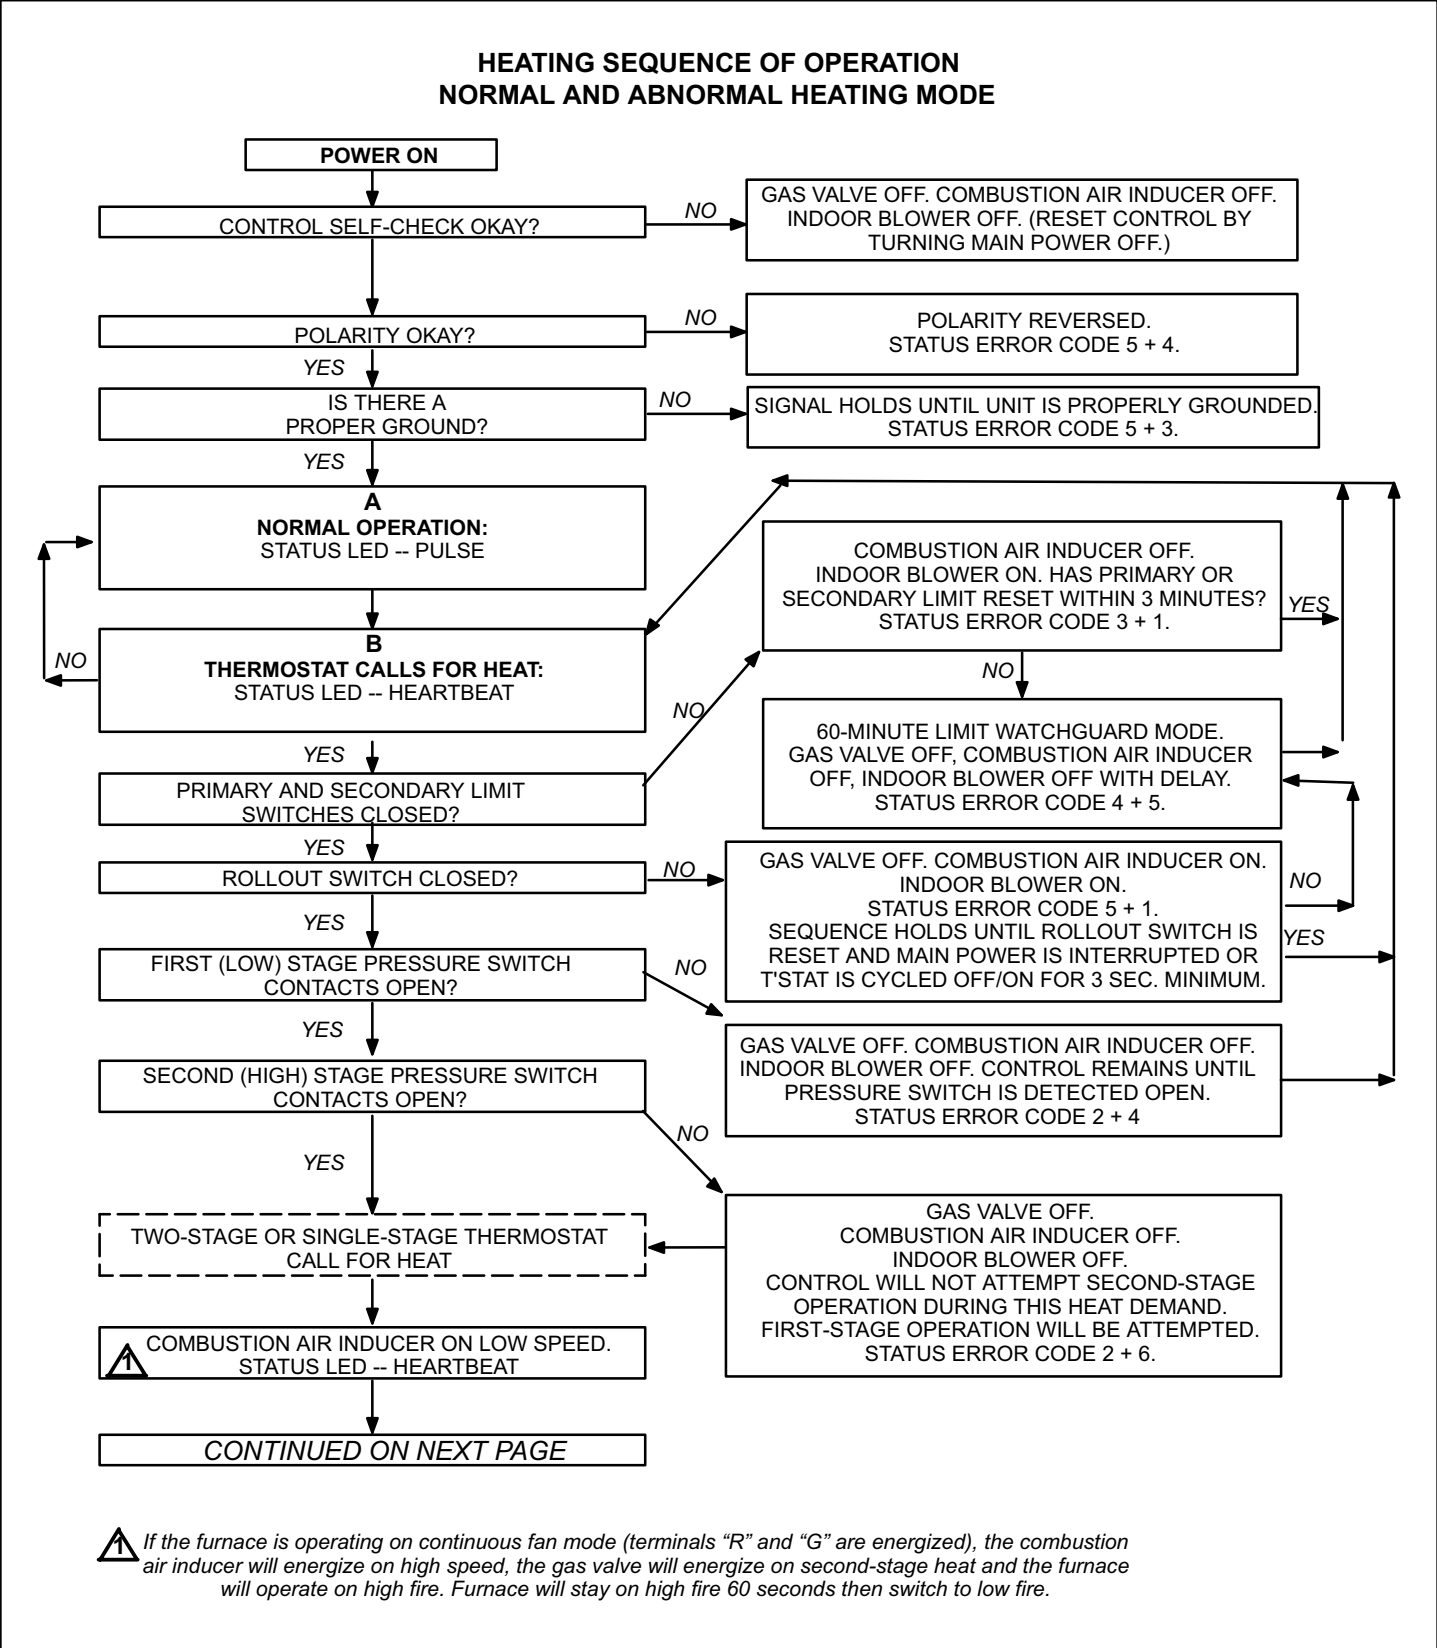 HEATING SEQUENCE OF OPERATION
NORMAL AND ABNORMAL HEATING MODE
POWER ON
CONTROL SELF-CHECK OKAY?
NO
GAS VALVE OFF. COMBUSTION AIR INDUCER OFF.
INDOOR BLOWER OFF. (RESET CONTROL BY
TURNING MAIN POWER OFF.)
POLARITY OKAY?
NO
POLARITY REVERSED.
STATUS ERROR CODE 5 + 4.
YES
IS THERE A
PROPER GROUND?
NO
SIGNAL HOLDS UNTIL UNIT IS PROPERLY GROUNDED.
STATUS ERROR CODE 5 + 3.
YES
A
NORMAL OPERATION:
STATUS LED -- PULSE
B
THERMOSTAT CALLS FOR HEAT:
STATUS LED -- HEARTBEAT
NO
COMBUSTION AIR INDUCER OFF.
INDOOR BLOWER ON. HAS PRIMARY OR
SECONDARY LIMIT RESET WITHIN 3 MINUTES?
STATUS ERROR CODE 3 + 1.
YES
NO
YES
PRIMARY AND SECONDARY LIMIT
SWITCHES CLOSED?
NO
60-MINUTE LIMIT WATCHGUARD MODE.
GAS VALVE OFF, COMBUSTION AIR INDUCER
OFF, INDOOR BLOWER OFF WITH DELAY.
STATUS ERROR CODE 4 + 5.
YES
ROLLOUT SWITCH CLOSED?
NO
GAS VALVE OFF. COMBUSTION AIR INDUCER ON.
INDOOR BLOWER ON.
STATUS ERROR CODE 5 + 1.
SEQUENCE HOLDS UNTIL ROLLOUT SWITCH IS
RESET AND MAIN POWER IS INTERRUPTED OR
T'STAT IS CYCLED OFF/ON FOR 3 SEC. MINIMUM.
NO
YES
YES
FIRST (LOW) STAGE PRESSURE SWITCH
CONTACTS OPEN?
NO
GAS VALVE OFF. COMBUSTION AIR INDUCER OFF.
INDOOR BLOWER OFF. CONTROL REMAINS UNTIL
PRESSURE SWITCH IS DETECTED OPEN.
STATUS ERROR CODE 2 + 4
YES
SECOND (HIGH) STAGE PRESSURE SWITCH
CONTACTS OPEN?
NO
GAS VALVE OFF.
COMBUSTION AIR INDUCER OFF.
INDOOR BLOWER OFF.
CONTROL WILL NOT ATTEMPT SECOND-STAGE
OPERATION DURING THIS HEAT DEMAND.
FIRST-STAGE OPERATION WILL BE ATTEMPTED.
STATUS ERROR CODE 2 + 6.
YES
TWO-STAGE OR SINGLE-STAGE THERMOSTAT
CALL FOR HEAT
1
COMBUSTION AIR INDUCER ON LOW SPEED.
STATUS LED -- HEARTBEAT
CONTINUED ON NEXT PAGE
1
If the furnace is operating on continuous fan mode (terminals “R” and “G” are energized), the combustion
air inducer will energize on high speed, the gas valve will energize on second-stage heat and the furnace
will operate on high fire. Furnace will stay on high fire 60 seconds then switch to low fire.